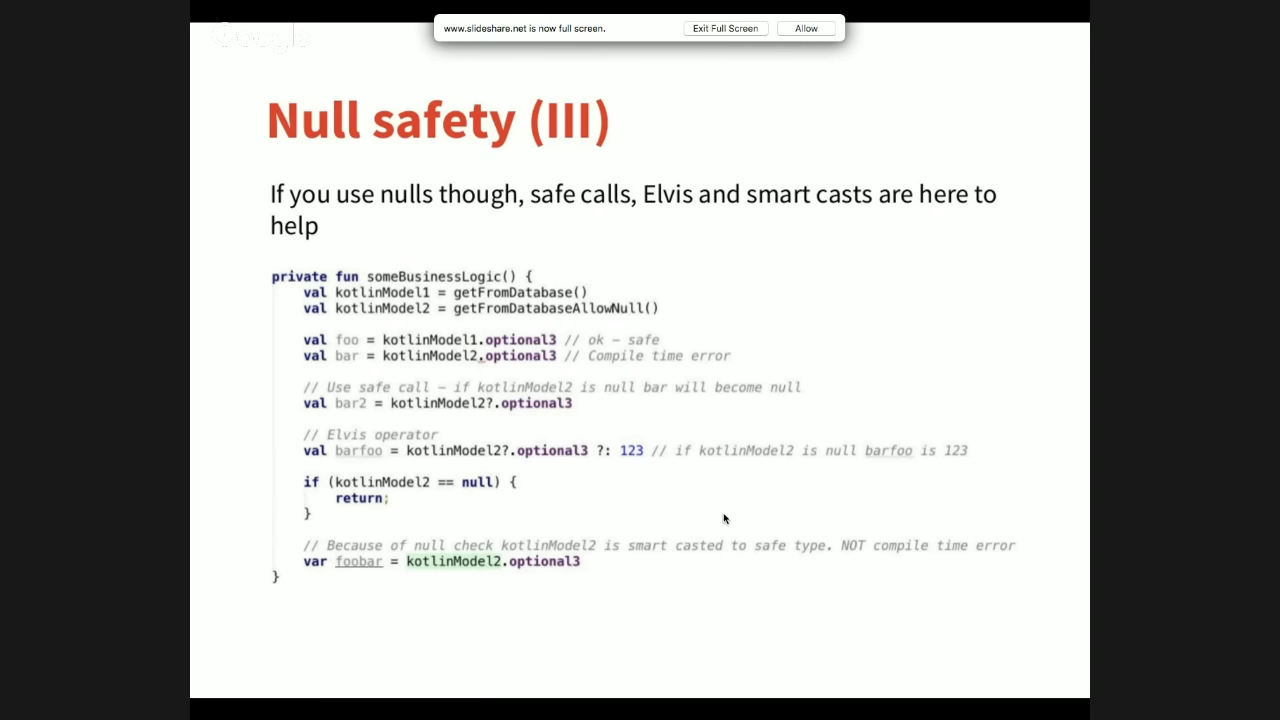 www.slideshare.net is now full screen.
Exit Full Screen
Allow
Google
Null safety (III)
If you use nulls though, safe calls, Elvis and smart casts are here to
help
private fun someBusinessLogic() {
val kotlinModel1 = getFromDatabase()
val kotlinModel2 = getFromDatabaseAllowNull()
val foo = kotlinModel1.optional3 // ok – safe
val bar = kotlinModel2.optional3 // Compile time error
// Use safe call – if kotlinModel2 is null bar will become null
val bar2 = kotlinModel2?.optional3
// Elvis operator
val barfoo = kotlinModel2?.optional3 ?: 123 // if kotlinModel2 is null barfoo is 123
if (kotlinModel2 == null) {
return;
}
// Because of null check kotlinModel2 is smart casted to safe type. NOT compile time error
var foobar = kotlinModel2.optional3
}